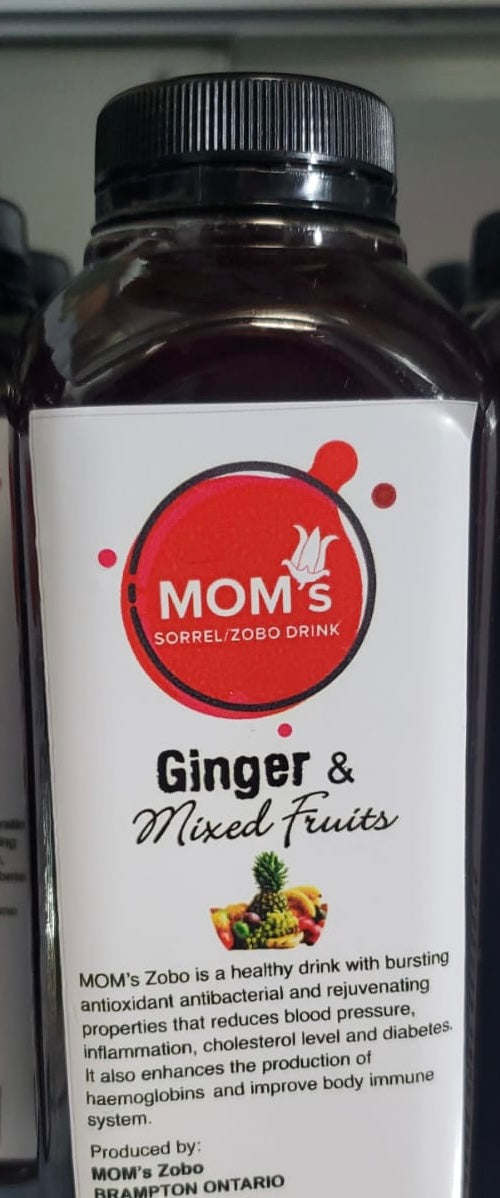 MOM's
SORREL/ZOBO DRINK
Ginger &
Mixed Fruits
MOM's Zobo is a healthy drink with bursting
antioxidant antibacterial and rejuvenating
properties that reduces blood pressure,
inflammation, cholesterol level and diabetes.
It also enhances the production of
haemoglobins and improve body immune
system.
Produced by:
MOM's Zobo
BRAMPTON ONTARIO